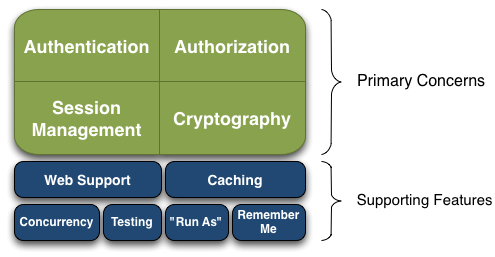 Authentication
Authorization
Session
Management
Cryptography
Primary Concerns
Web Support
Caching
Concurrency
Testing
"Run As"
Remember
Me
Supporting Features